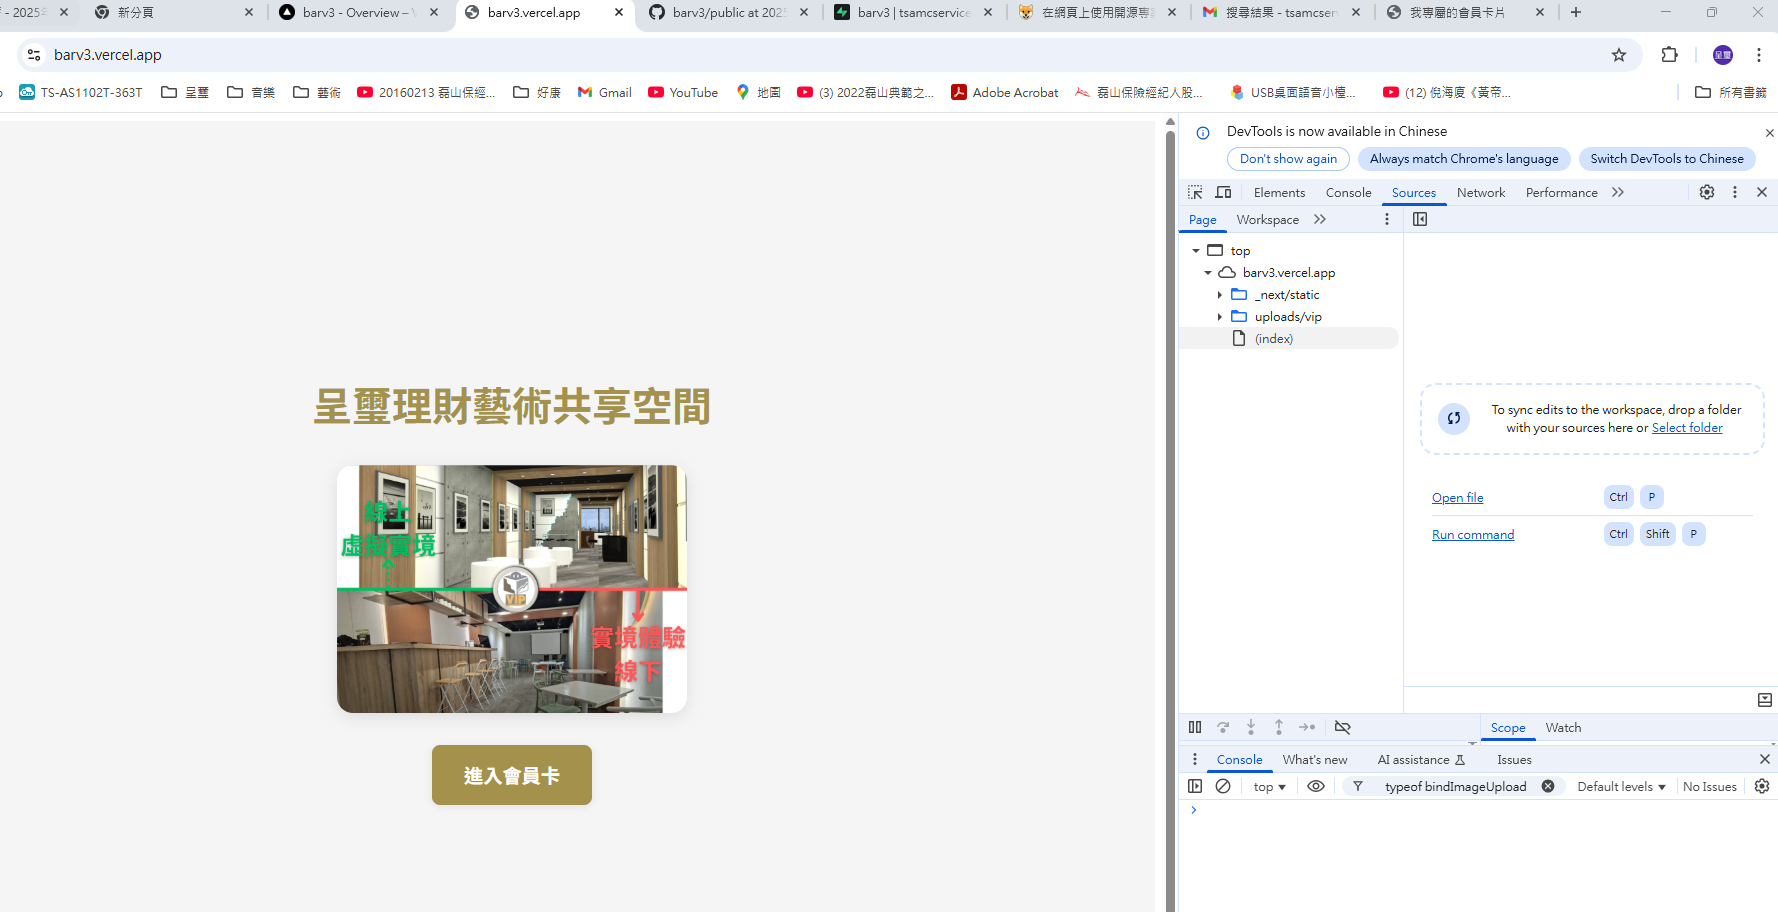 - 2025年
新分頁
barv3 - Overview – V
barv3.vercel.app
barv3/public at 2025
barv3 | tsamcservice
在網頁上使用開源專
搜尋結果 - tsamcser
我專屬的會員卡片
barv3.vercel.app
呈璽
TS-AS1102T-363T
呈璽
音樂
藝術
20160213 磊山保經...
好康
Gmail
YouTube
地圖
(3) 2022磊山典範之...
Adobe Acrobat
磊山保險經紀人股...
USB桌面語音小檯...
(12) 倪海廈《黃帝...
所有書籤
DevTools is now available in Chinese
Don't show again
Always match Chrome's language
Switch DevTools to Chinese
Elements
Console
Sources
Network
Performance
Page
Workspace
top
barv3.vercel.app
_next/static
uploads/vip
(index)
To sync edits to the workspace, drop a folder
with your sources here or Select folder
Open file
Ctrl P
Run command
Ctrl Shift P
呈璽理財藝術共享空間
線上
虛擬實境
VIP
實境體驗
線下
進入會員卡
Scope
Watch
Console
What's new
AI assistance
Issues
top
typeof bindImageUpload
Default levels
No Issues